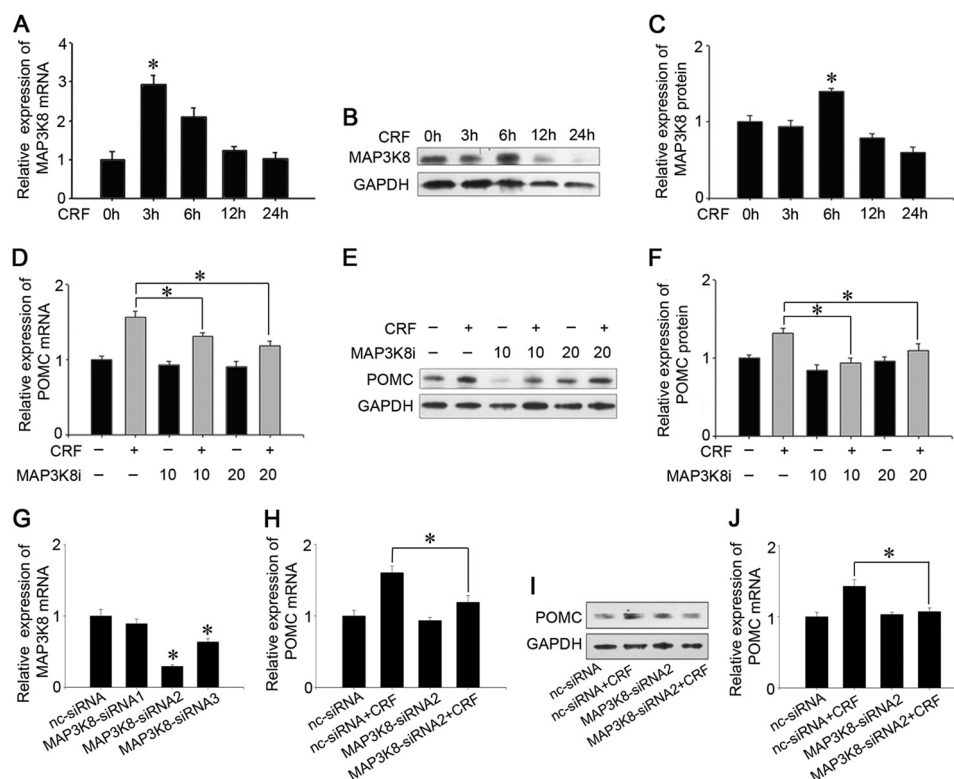 A
Relative expression of
MAP3K8 mRNA
4
3
2
1
0
*
CRF 0h 3h 6h 12h 24h
B
CRF 0h 3h 6h 12h 24h
MAP3K8
GAPDH
C
Relative expression of
MAP3K8 protein
2
1
0
*
CRF 0h 3h 6h 12h 24h
D
Relative expression of
POMC mRNA
2
1
0
*
*
CRF − + − + − +
MAP3K8i − − 10 10 20 20
E
CRF − + − + − +
MAP3K8i − − 10 10 20 20
POMC
GAPDH
F
Relative expression of
POMC protein
2
1
0
*
*
CRF − + − + − +
MAP3K8i − − 10 10 20 20
G
Relative expression of
MAP3K8 mRNA
2
1
0
*
*
nc-siRNA
MAP3K8-siRNA1
MAP3K8-siRNA2
MAP3K8-siRNA3
H
Relative expression of
POMC mRNA
2
1
0
*
nc-siRNA
nc-siRNA+CRF
MAP3K8-siRNA2
MAP3K8-siRNA2+CRF
I
POMC
GAPDH
nc-siRNA
nc-siRNA+CRF
MAP3K8-siRNA2
MAP3K8-siRNA2+CRF
J
Relative expression of
POMC mRNA
2
1
0
*
nc-siRNA
nc-siRNA+CRF
MAP3K8-siRNA2
MAP3K8-siRNA2+CRF